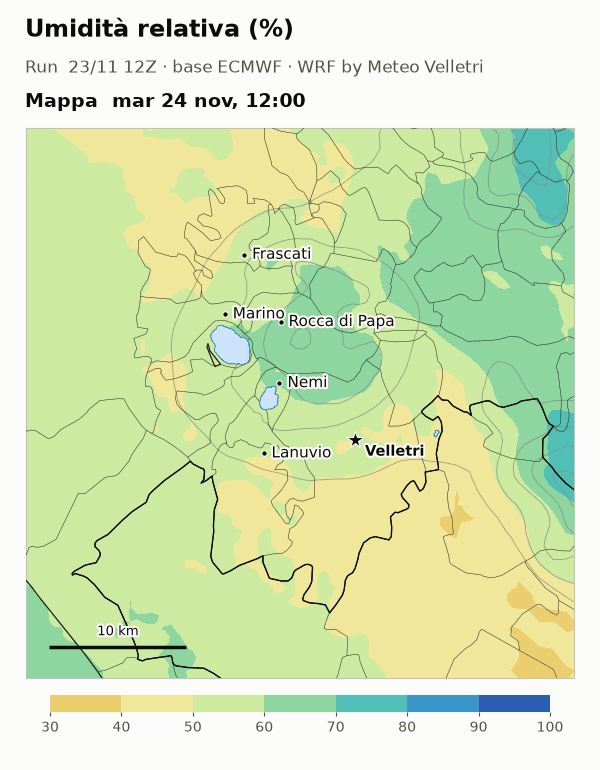 Umidità relativa (%)
Run  23/11 12Z · base ECMWF · WRF by Meteo Velletri
Mappa  mar 24 nov, 12:00
Frascati
Marino
Rocca di Papa
Nemi
Velletri
Lanuvio
10 km
30 40 50 60 70 80 90 100